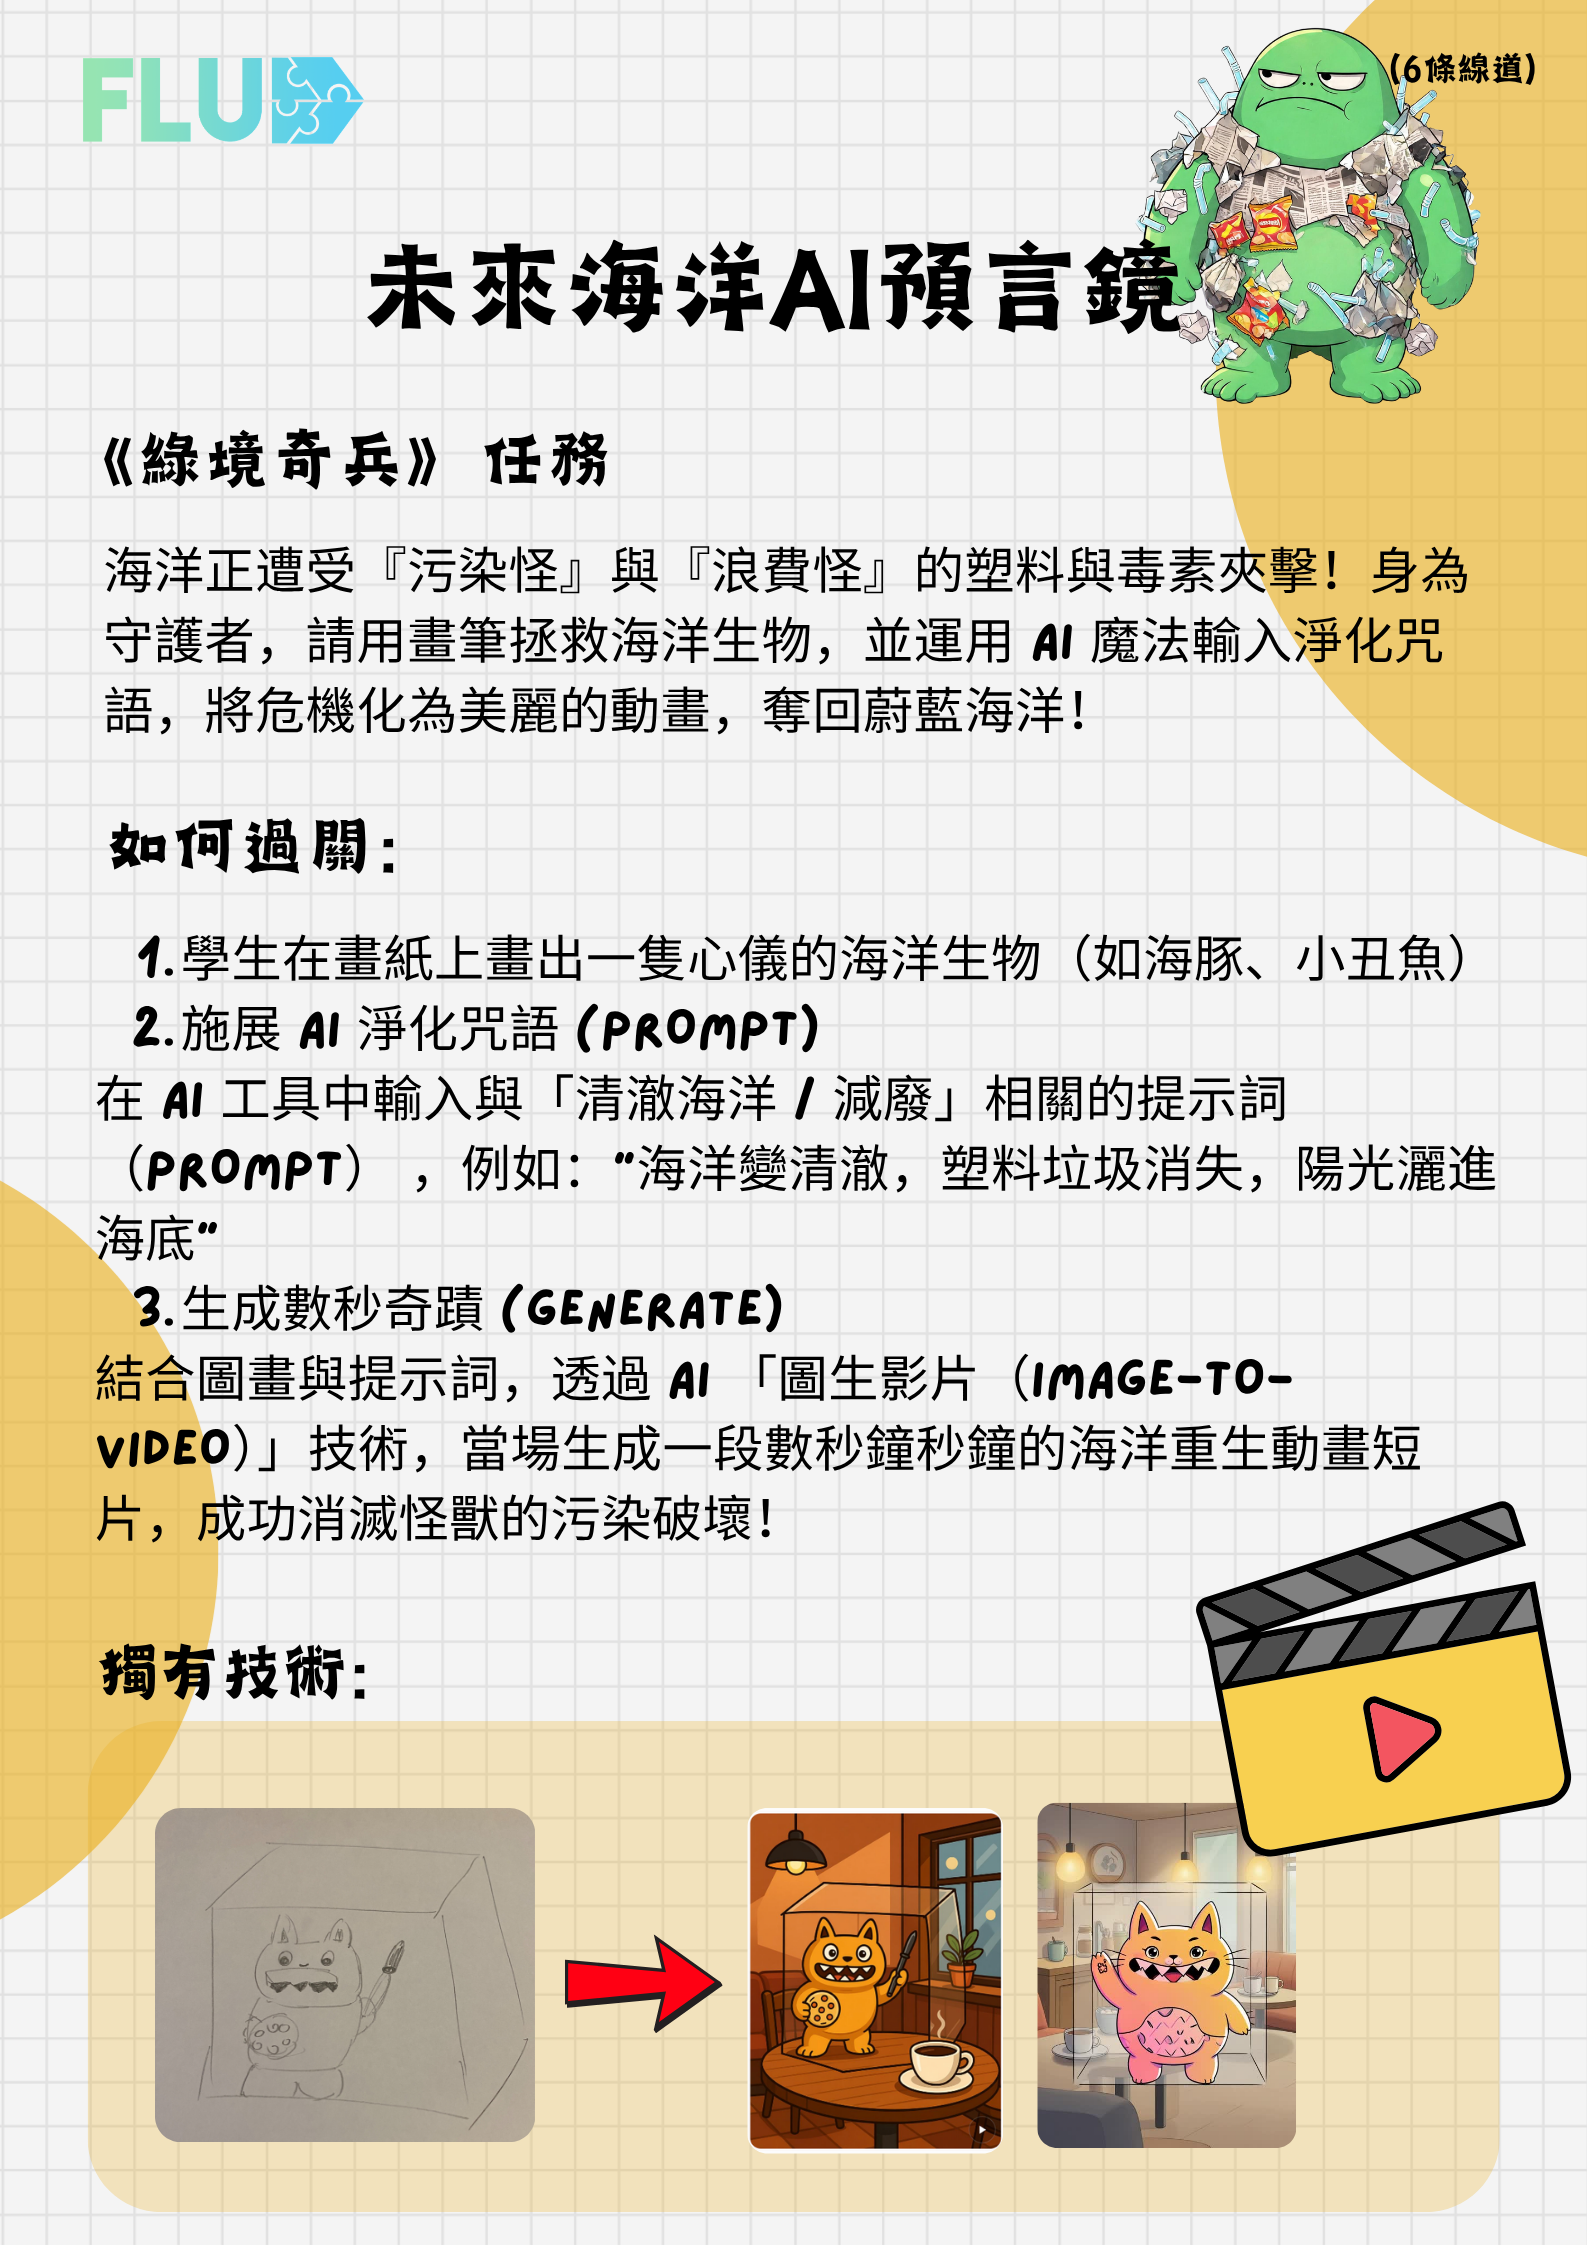 FLUD
(6條線道)
未來海洋AI預言鏡
《綠境奇兵》 任務
海洋正遭受『污染怪』與『浪費怪』的塑料與毒素夾擊！身為
守護者，請用畫筆拯救海洋生物，並運用 AI 魔法輸入淨化咒
語，將危機化為美麗的動畫，奪回蔚藍海洋！
如何過關：
1.學生在畫紙上畫出一隻心儀的海洋生物（如海豚、小丑魚）
2.施展 AI 淨化咒語 (PROMPT)
在 AI 工具中輸入與「清澈海洋 / 減廢」相關的提示詞
（PROMPT） ，例如："海洋變清澈，塑料垃圾消失，陽光灑進
海底"
3.生成數秒奇蹟 (GENERATE)
結合圖畫與提示詞，透過 AI 「圖生影片（IMAGE-TO-
VIDEO）」技術，當場生成一段數秒鐘秒鐘的海洋重生動畫短
片，成功消滅怪獸的污染破壞！
獨有技術：